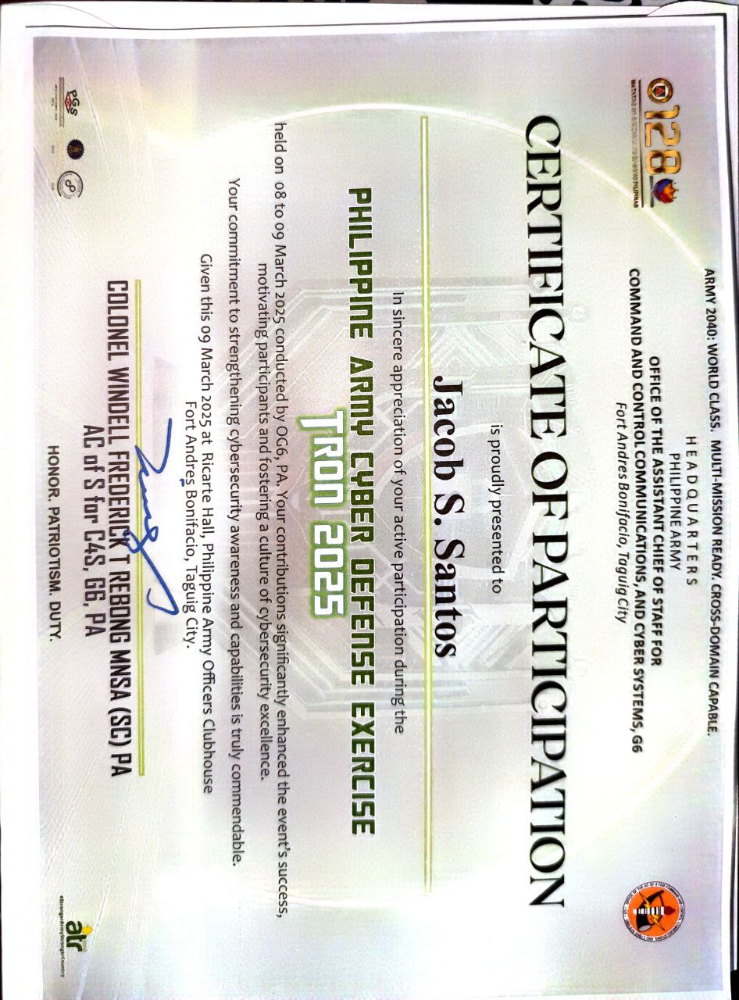 ARMY 2040: WORLD CLASS. MULTI-MISSION READY. CROSS-DOMAIN CAPABLE.
HEADQUARTERS
PHILIPPINE ARMY
OFFICE OF THE ASSISTANT CHIEF OF STAFF FOR
COMMAND AND CONTROL COMMUNICATIONS, AND CYBER SYSTEMS, G6
Fort Andres Bonifacio, Taguig City
128
CERTIFICATE OF PARTICIPATION
is proudly presented to
Jacob S. Santos
In sincere appreciation of your active participation during the
PHILIPPINE ARMY CYBER DEFENSE EXERCISE
TRON 2025
held on 08 to 09 March 2025 conducted by OG6, PA. Your contributions significantly enhanced the event's success,
motivating participants and fostering a culture of cybersecurity excellence.
Your commitment to strengthening cybersecurity awareness and capabilities is truly commendable.
Given this 09 March 2025 at Ricarte Hall, Philippine Army Officers Clubhouse
Fort Andres Bonifacio, Taguig City.
COLONEL WINDELL FREDERICK T REBONG MNSA (SC) PA
AC of S for C4S, G6, PA
HONOR. PATRIOTISM. DUTY.
PGS
atr
#StrongerArmyStrongerCountry